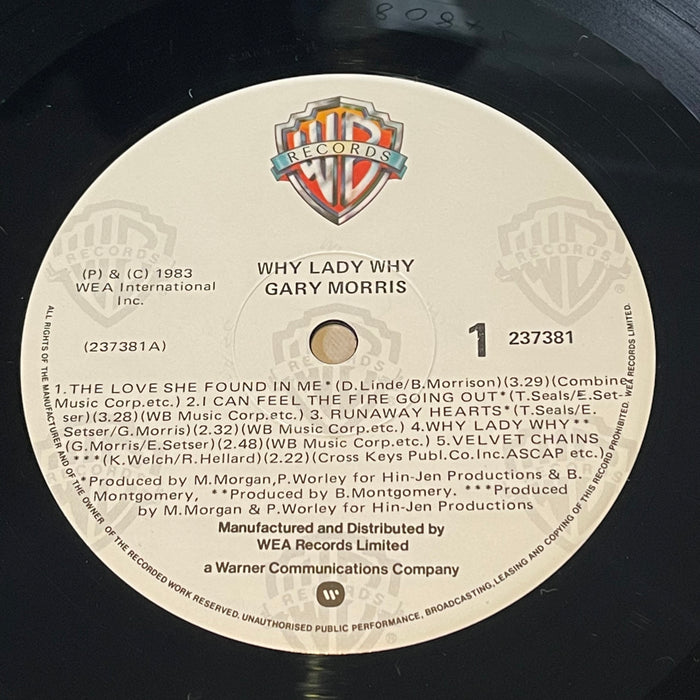 8087
RECORDS
WHY LADY WHY
GARY MORRIS
(P) & (C) 1983
WEA International
Inc.
(237381A)
1 237381
1.THE LOVE SHE FOUND IN ME*(D.Linde/B.Morrison)(3.29)(Combine
Music Corp.etc.) 2.I CAN FEEL THE FIRE GOING OUT*(T.Seals/E.Set-
ser)(3.28)(WB Music Corp.etc.) 3. RUNAWAY HEARTS*(T.Seals/E.
Setser/G.Morris)(2.32)(WB Music Corp.etc.) 4.WHY LADY WHY**
(G.Morris/E.Setser)(2.48)(WB Music Corp.etc.) 5.VELVET CHAINS
***(K.Welch/R.Hellard)(2.22)(Cross Keys Publ.Co.Inc.ASCAP etc.)
*Produced by M.Morgan,P.Worley for Hin-Jen Productions & B.
Montgomery, **Produced by B.Montgomery. ***Produced
by M.Morgan & P.Worley for Hin-Jen Productions
Manufactured and Distributed by
WEA Records Limited
a Warner Communications Company
ALL RIGHTS OF THE MANUFACTURER AND OF THE OWNER OF THE RECORDED WORK RESERVED. UNAUTHORISED PUBLIC PERFORMANCE, BROADCASTING, LEASING AND COPYING OF THIS RECORD PROHIBITED. WEA RECORDS LIMITED.
RECORDS
RECORDS
RECORDS
RECORDS